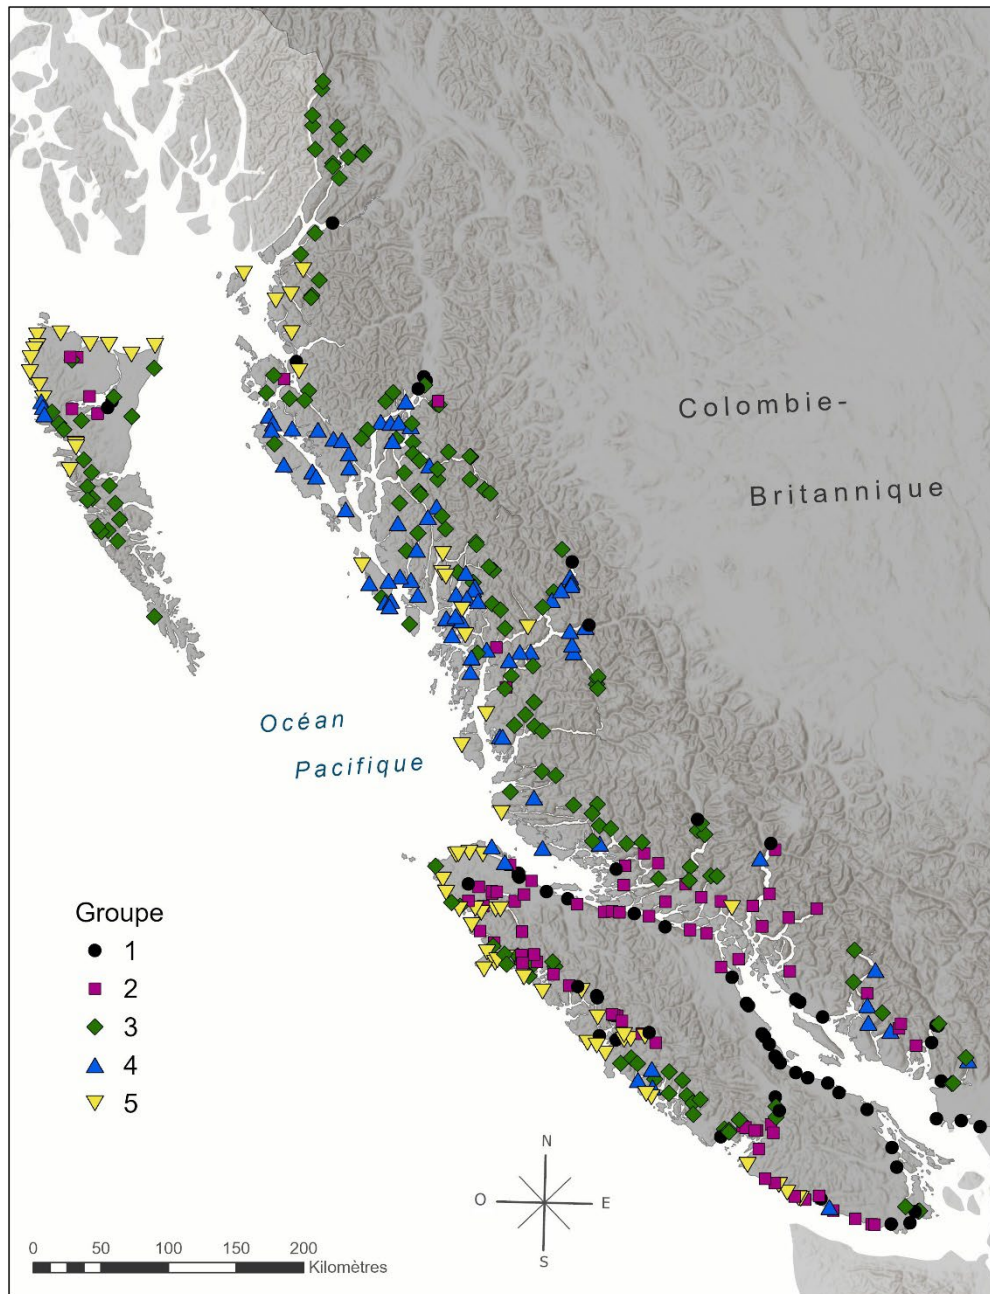 Colombie-
Britannique
Océan
Pacifique
Groupe
1
2
3
4
5
N
O
E
S
0 50 100 150 200
Kilomètres